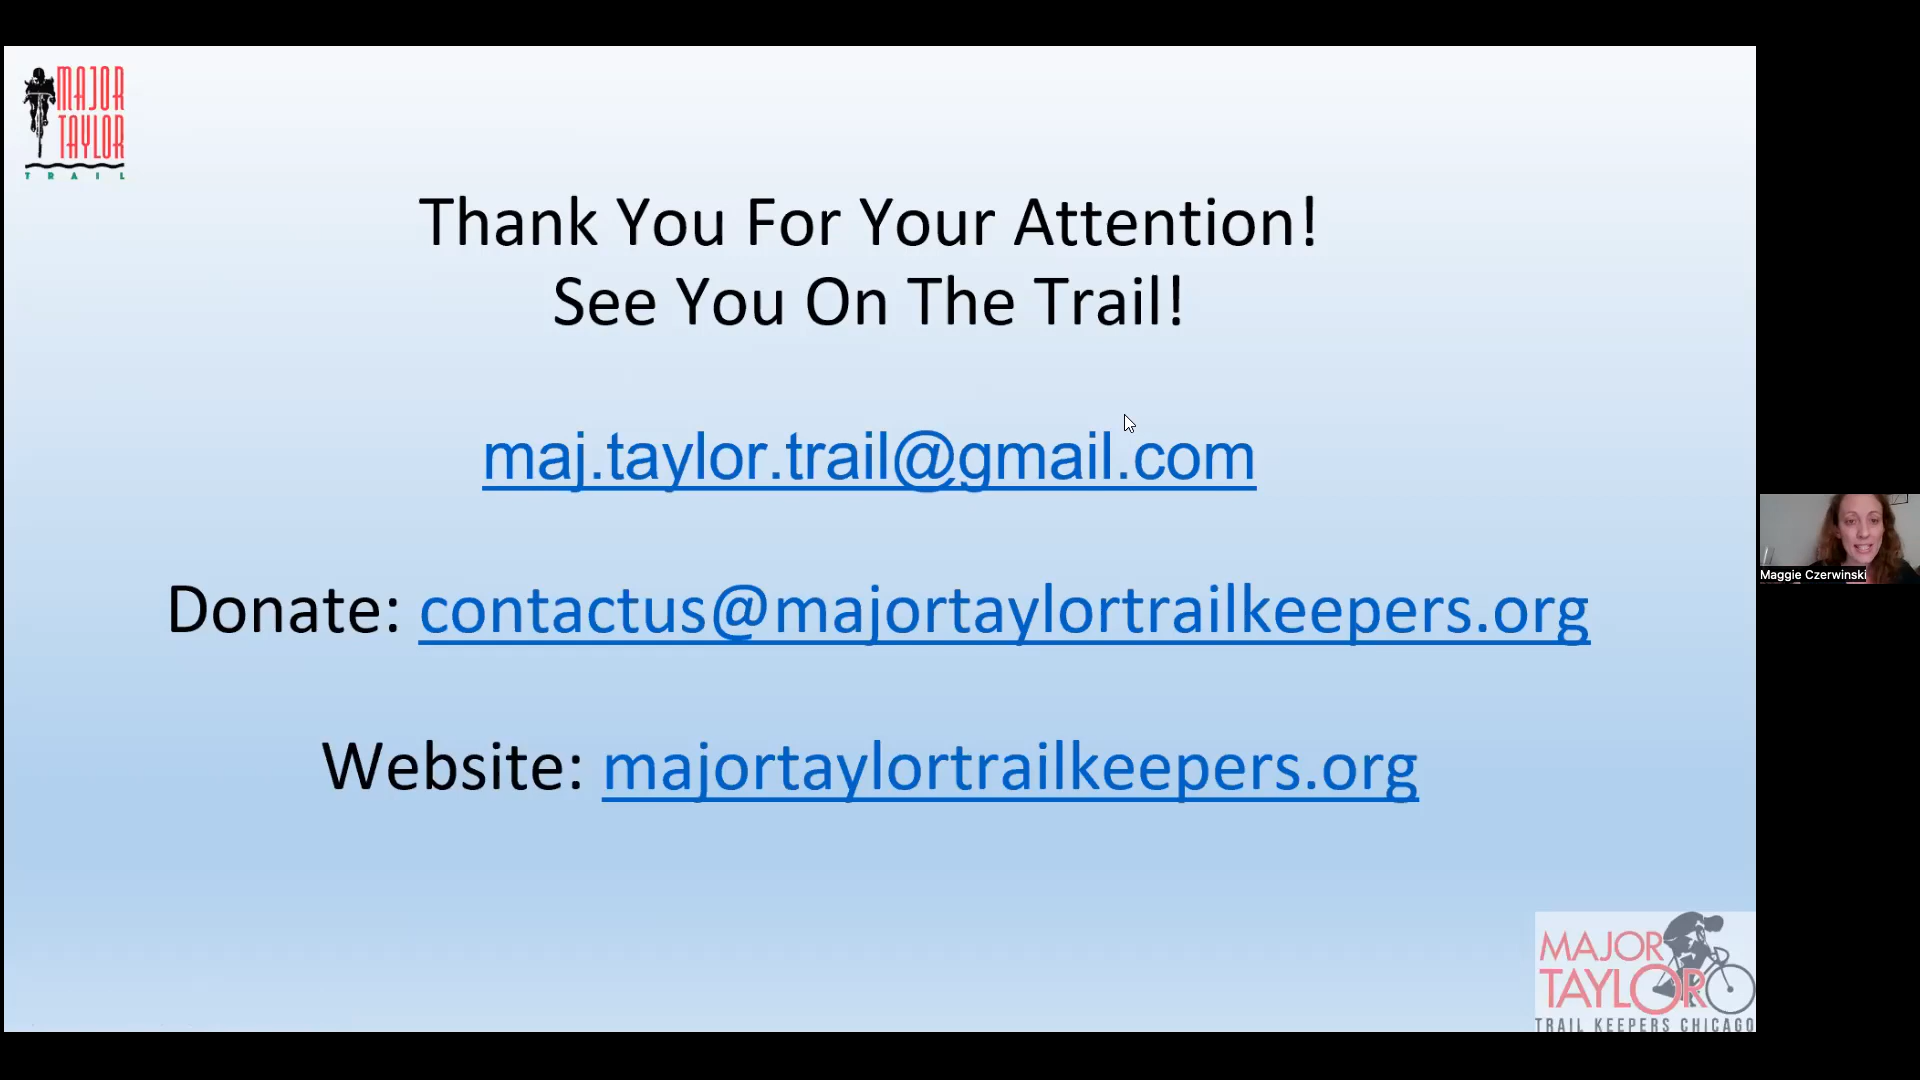 MAJOR
TAYLOR
TRAIL
Thank You For Your Attention!
See You On The Trail!
maj.taylor.trail@gmail.com
Donate: contactus@majortaylortrailkeepers.org
Website: majortaylortrailkeepers.org
Maggie Czerwinski
MAJOR
TAYLOR
TRAIL KEEPERS CHICAGO